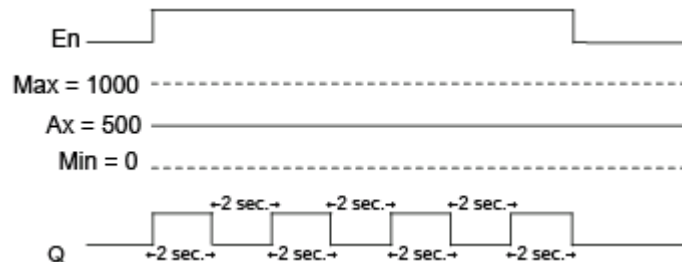 En
Max = 1000
Ax = 500
Min = 0
←2 sec.→ ←2 sec.→ ←2 sec.→
Q
←2 sec.→ ←2 sec.→ ←2 sec.→ ←2 sec.→